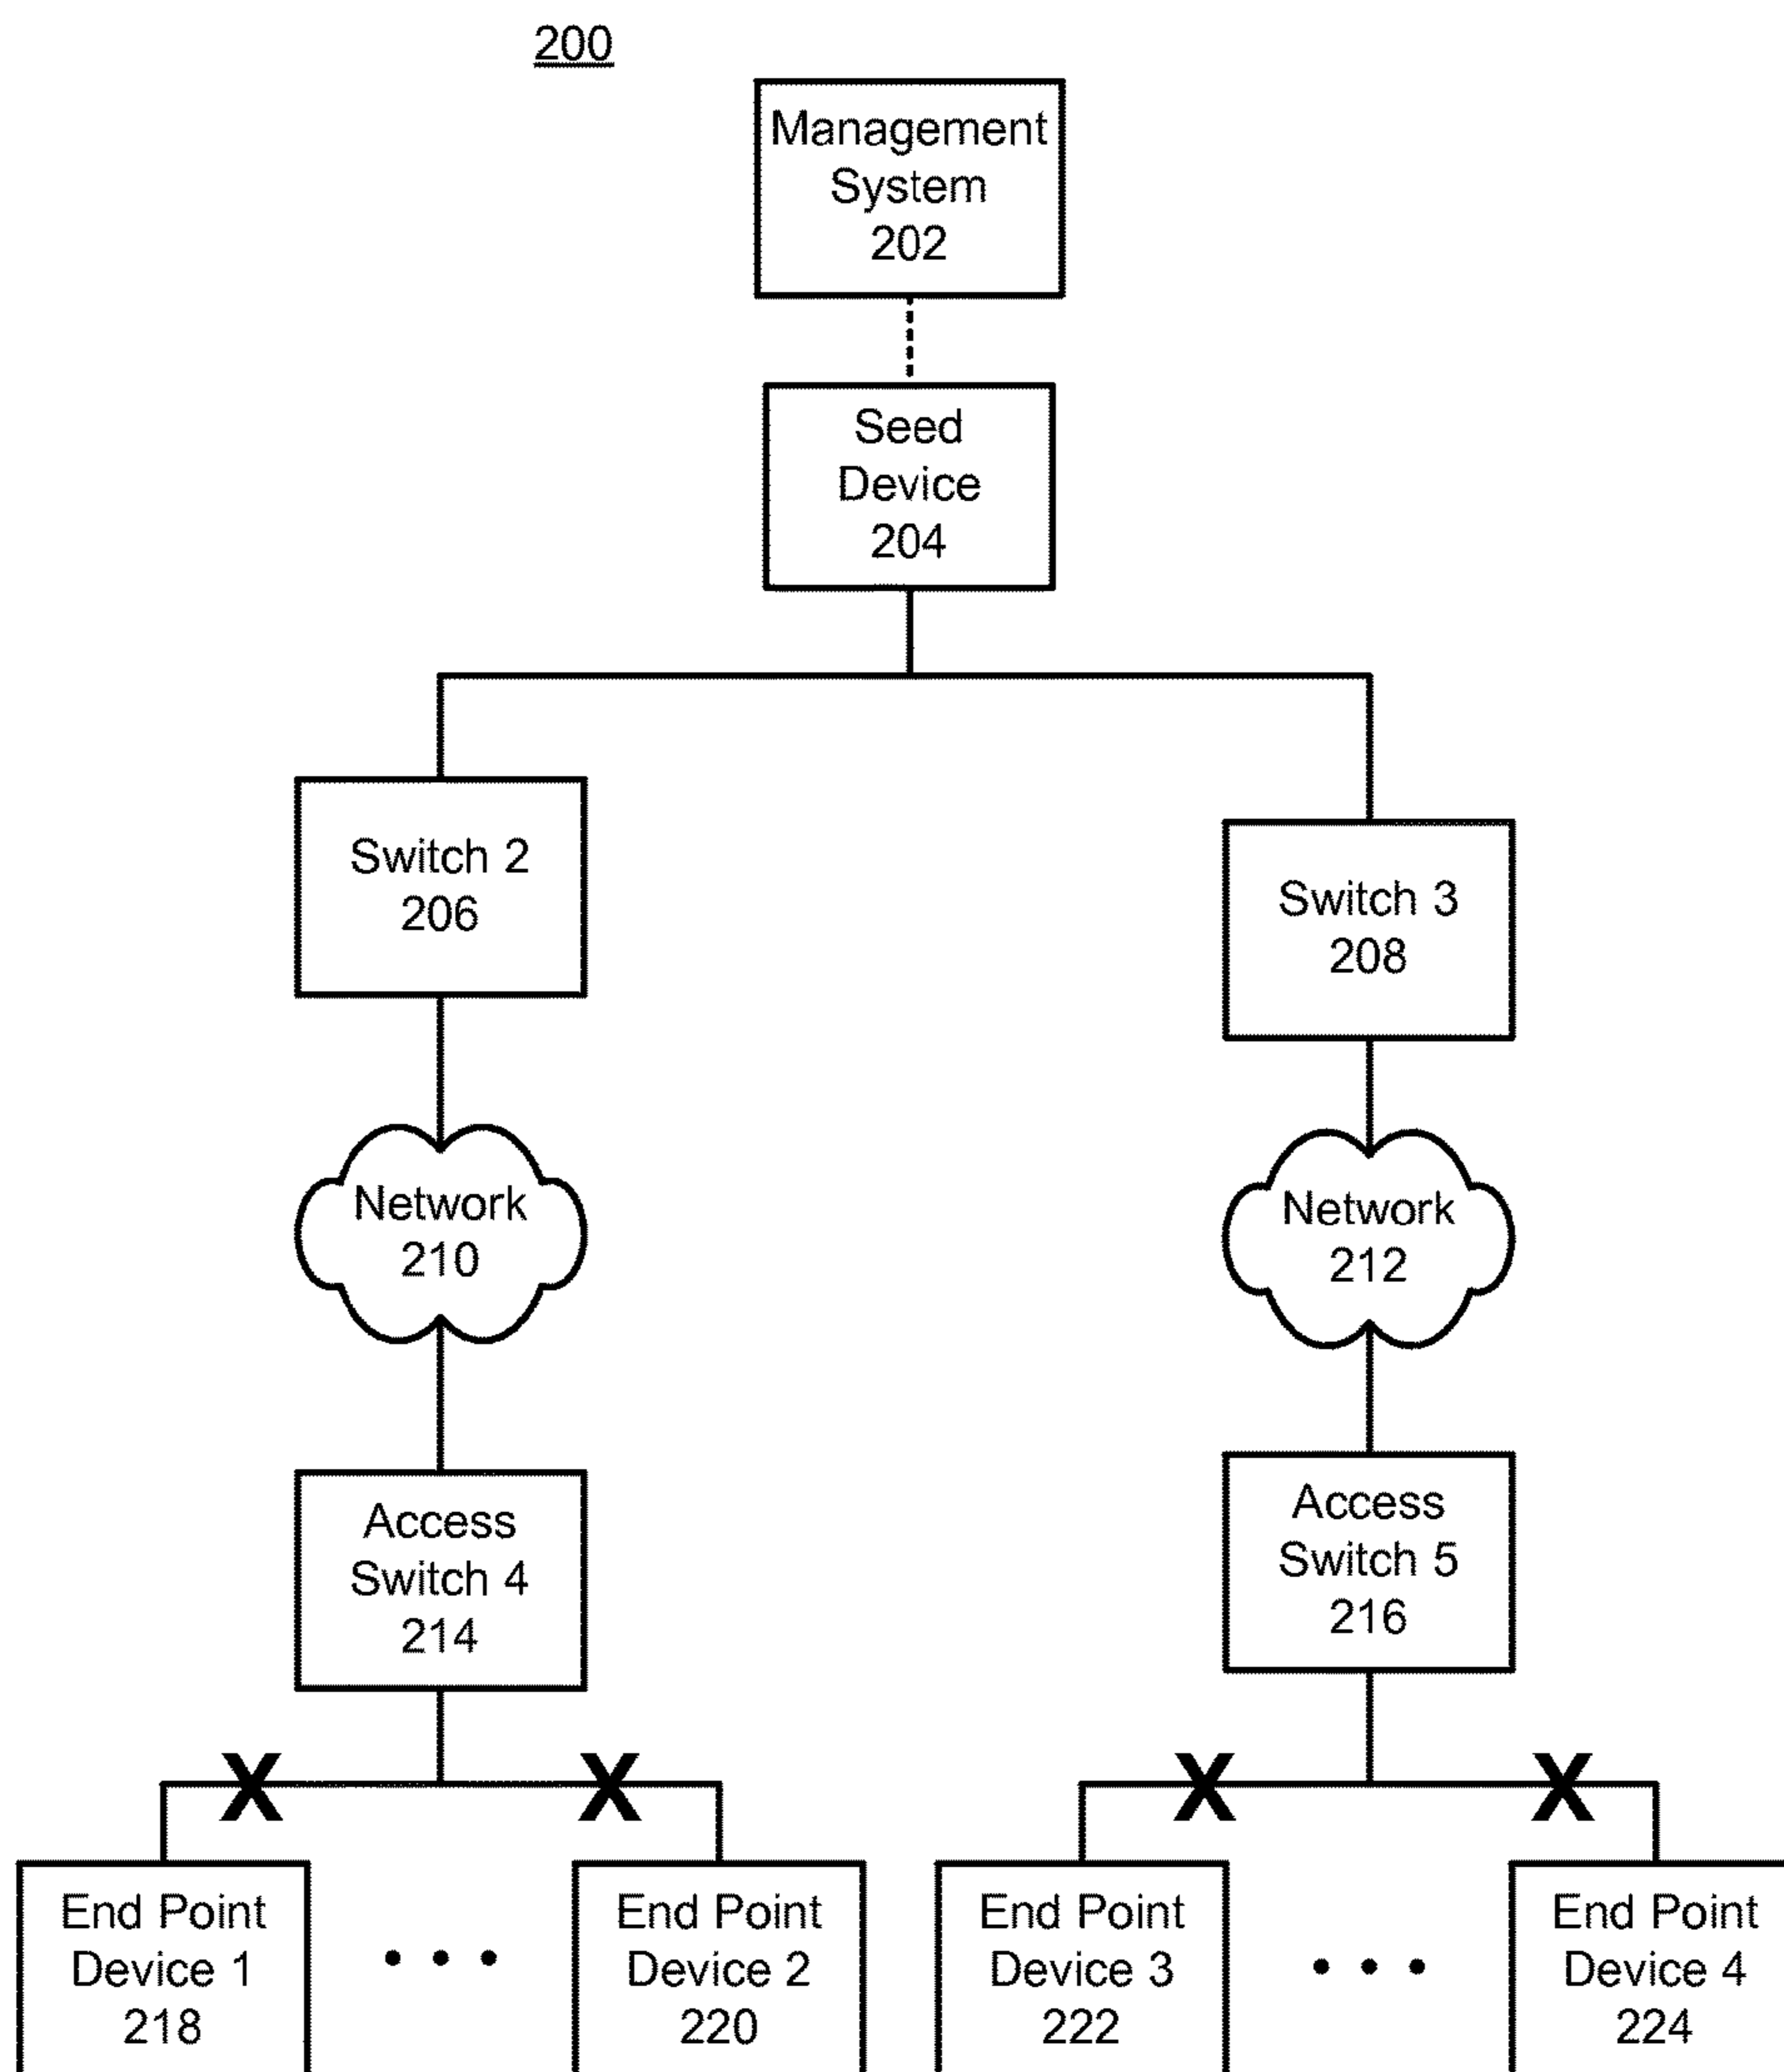 200
Management
System
202
Seed
Device
204
Switch 2
206
Switch 3
208
Network
210
Network
212
Access
Switch 4
214
Access
Switch 5
216
X
X
X
X
End Point
Device 1
218
• • •
End Point
Device 2
220
End Point
Device 3
222
• • •
End Point
Device 4
224